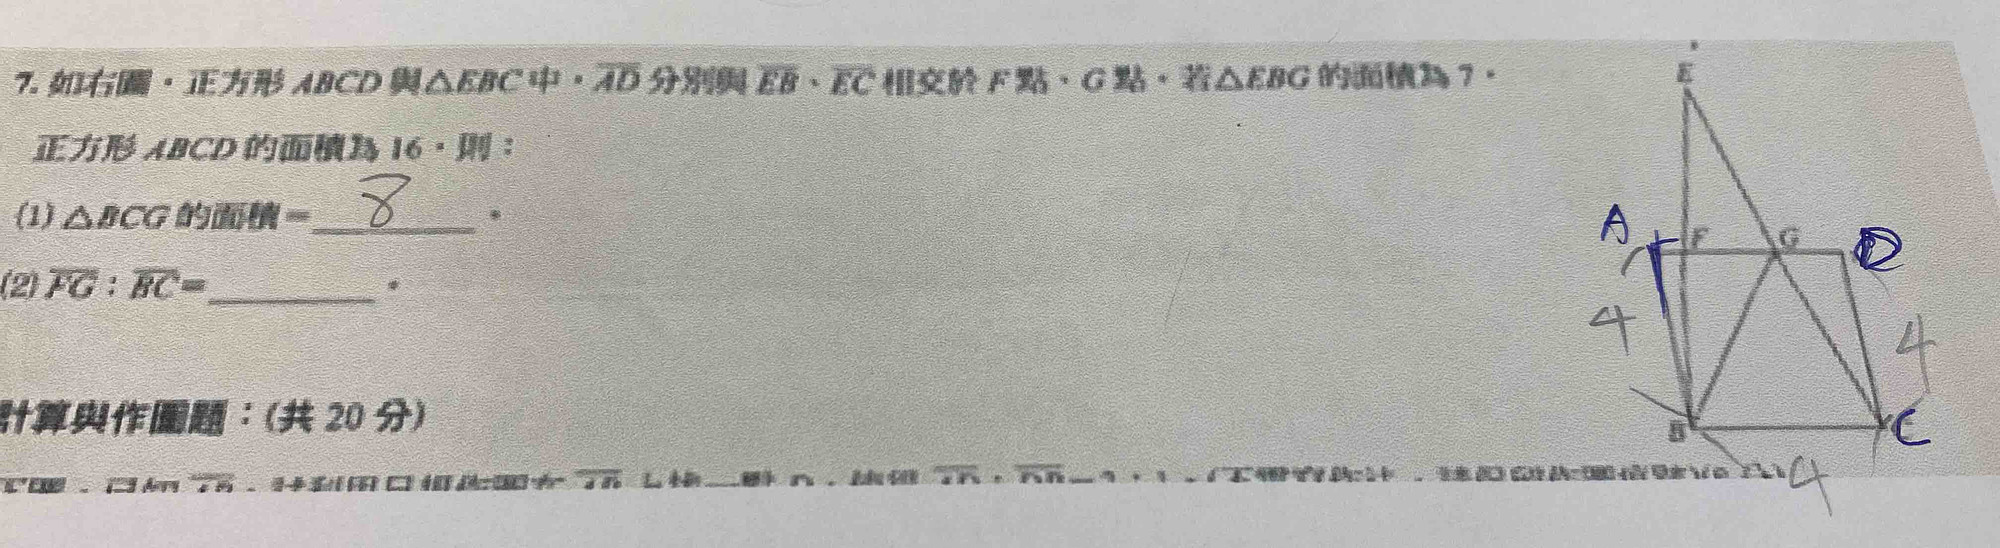 7. 如右圖，正方形 ABCD 與△EBC 中，AD 分別與 EB、EC 相交於 F 點、G 點。若△EBG 的面積為 7，
正方形 ABCD 的面積為 16，則：
(1) △BCG 的面積= 8 。
(2) FG：BC= 。
計算與作圖題：(共 20 分)
E
A F G D
4 4
B C
4